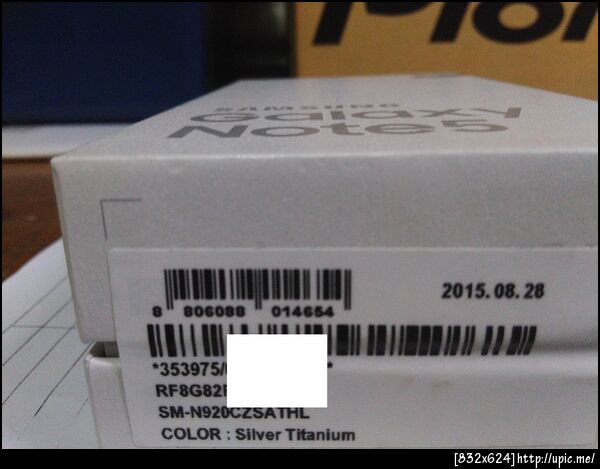 SAMSUNG
Galaxy
Note5
2015.08.28
8 806088 014654
*353975/
*
RF8G82
SM-N920CZSATHL
COLOR : Silver Titanium
[832x624]http://upic.me/